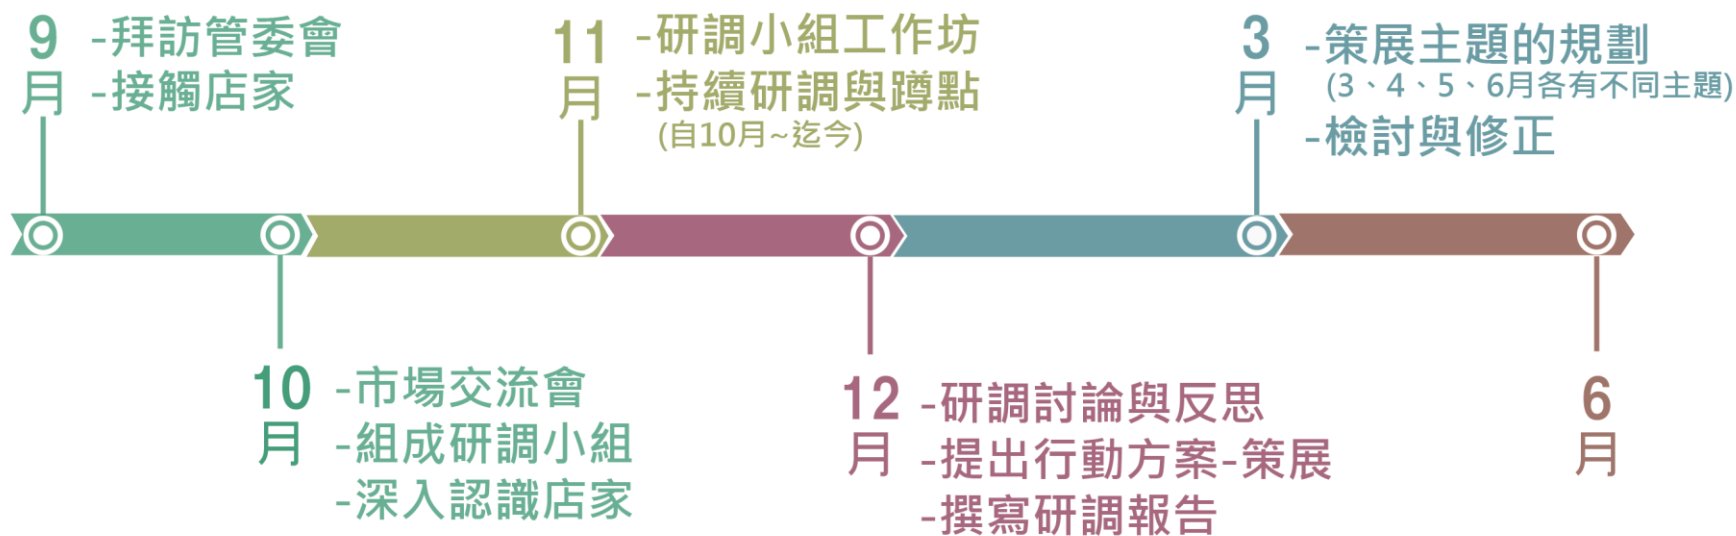 9
月
-拜訪管委會
-接觸店家
10
月
-市場交流會
-組成研調小組
-深入認識店家
11
月
-研調小組工作坊
-持續研調與蹲點
(自10月~迄今)
12
月
-研調討論與反思
-提出行動方案-策展
-撰寫研調報告
3
月
-策展主題的規劃
(3、4、5、6月各有不同主題)
-檢討與修正
6
月